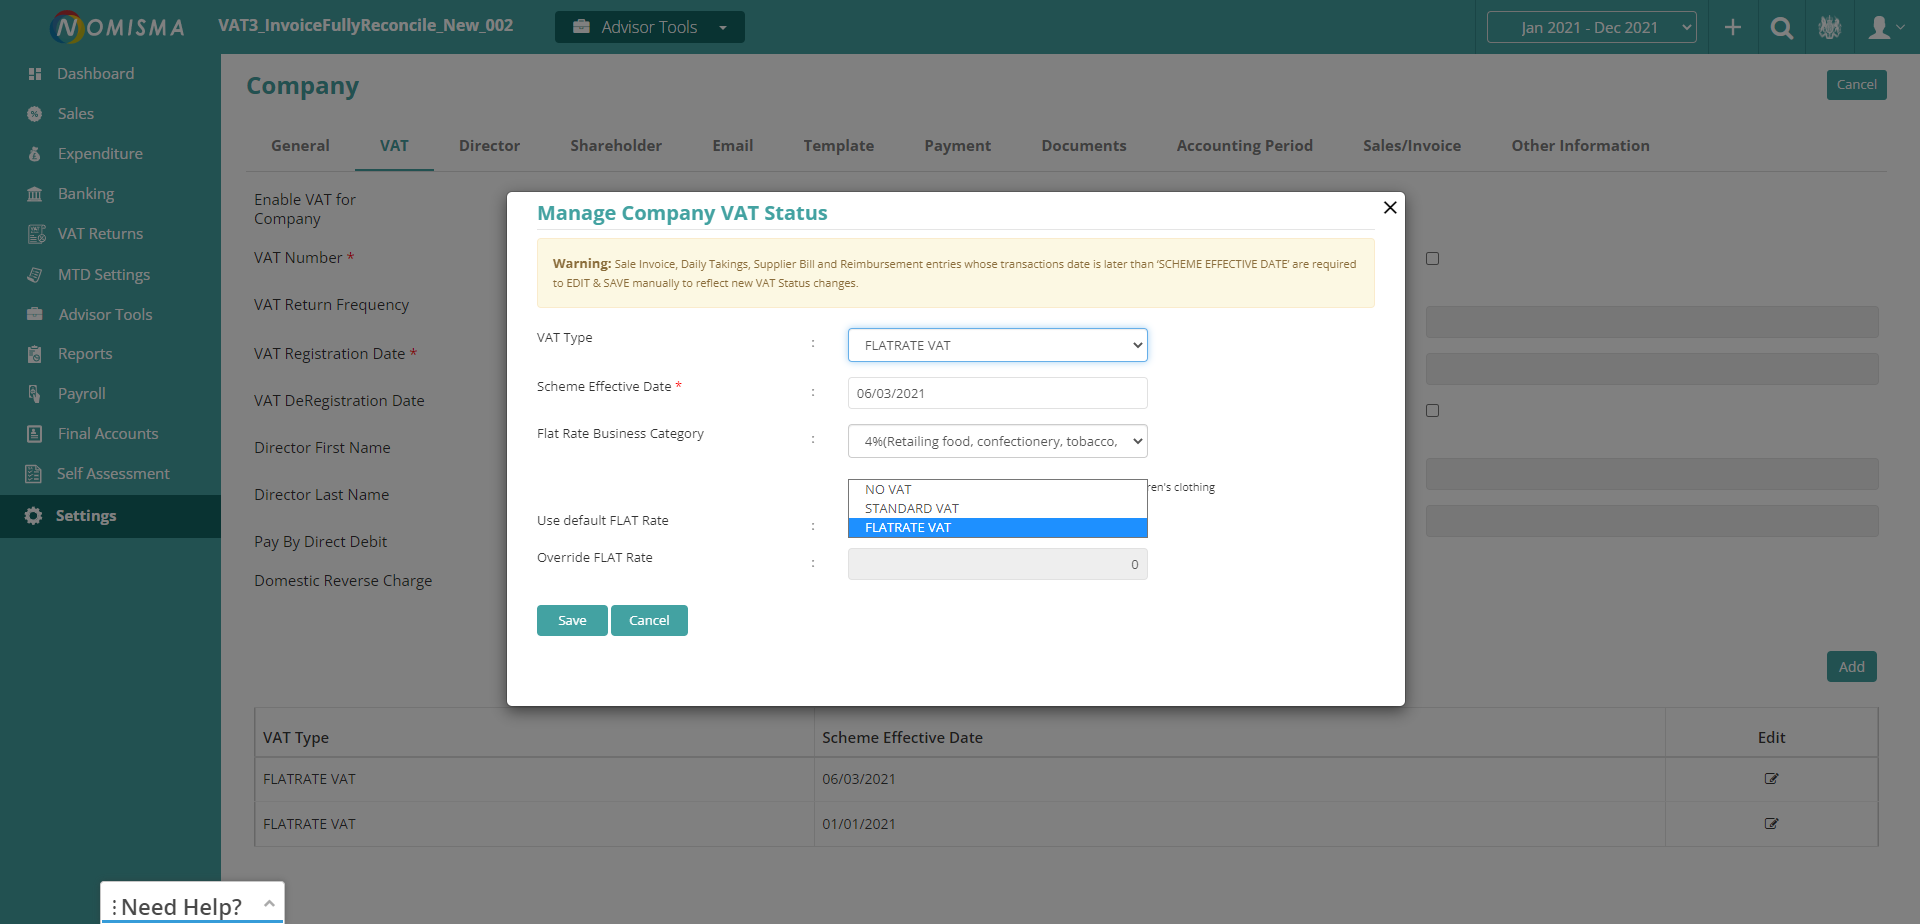 NOMISMA
VAT3_InvoiceFullyReconcile_New_002
Advisor Tools
Jan 2021 - Dec 2021
Dashboard
Sales
Expenditure
Banking
VAT Returns
MTD Settings
Advisor Tools
Reports
Payroll
Final Accounts
Self Assessment
Settings
Company
Cancel
General
VAT
Director
Shareholder
Email
Template
Payment
Documents
Accounting Period
Sales/Invoice
Other Information
Enable VAT for
Company
VAT Number *
VAT Return Frequency
VAT Registration Date *
VAT DeRegistration Date
Director First Name
Director Last Name
Pay By Direct Debit
Domestic Reverse Charge
Manage Company VAT Status
Warning: Sale Invoice, Daily Takings, Supplier Bill and Reimbursement entries whose transactions date is later than ‘SCHEME EFFECTIVE DATE’ are required
to EDIT & SAVE manually to reflect new VAT Status changes.
VAT Type : FLATRATE VAT
Scheme Effective Date * : 06/03/2021
Flat Rate Business Category : 4%(Retailing food, confectionery, tobacco,
ren's clothing
NO VAT
STANDARD VAT
FLATRATE VAT
Use default FLAT Rate :
Override FLAT Rate : 0
Save
Cancel
Add
VAT Type Scheme Effective Date Edit
FLATRATE VAT 06/03/2021
FLATRATE VAT 01/01/2021
Need Help?